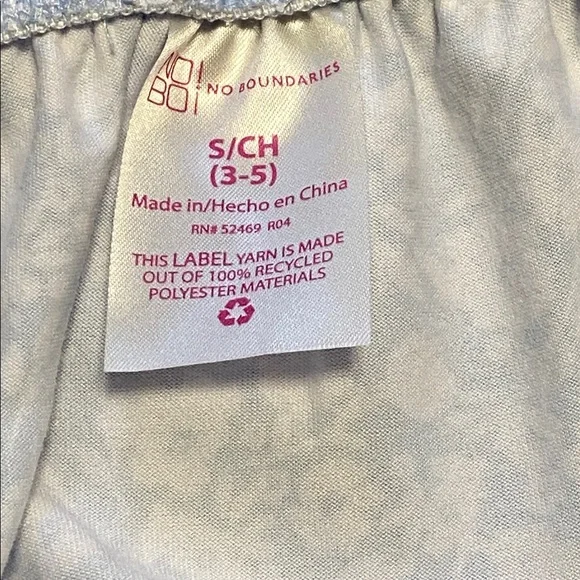 NO!
BO¡
NO BOUNDARIES
S/CH
(3-5)
Made in/Hecho en China
RN# 52469 R04
THIS LABEL YARN IS MADE
OUT OF 100% RECYCLED
POLYESTER MATERIALS